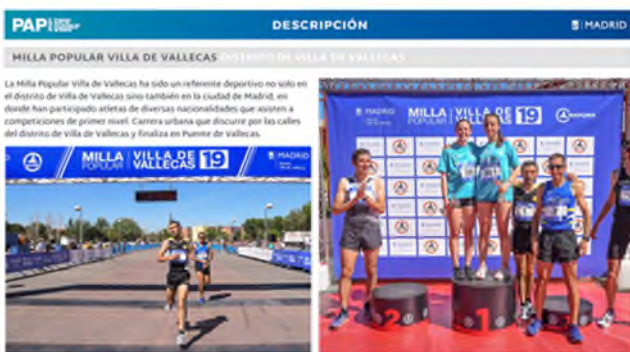 PAP
DESCRIPCIÓN
MADRID
MILLA POPULAR VILLA DE VALLECAS DISTRITO DE VILLA DE VALLECAS
La Milla Popular Villa de Vallecas ha sido un referente deportivo no solo en
el distrito de Villa de Vallecas sino también en la ciudad de Madrid, en
donde han participado atletas de diversas nacionalidades que asisten a
competiciones de primer nivel. Carrera urbana que discurre por las calles
del distrito de Villa de Vallecas y finaliza en Puente de Vallecas.
MILLA POPULAR VILLA DE VALLECAS 19
MADRID
MADRID
MILLA POPULAR VILLA DE VALLECAS 19
2
1